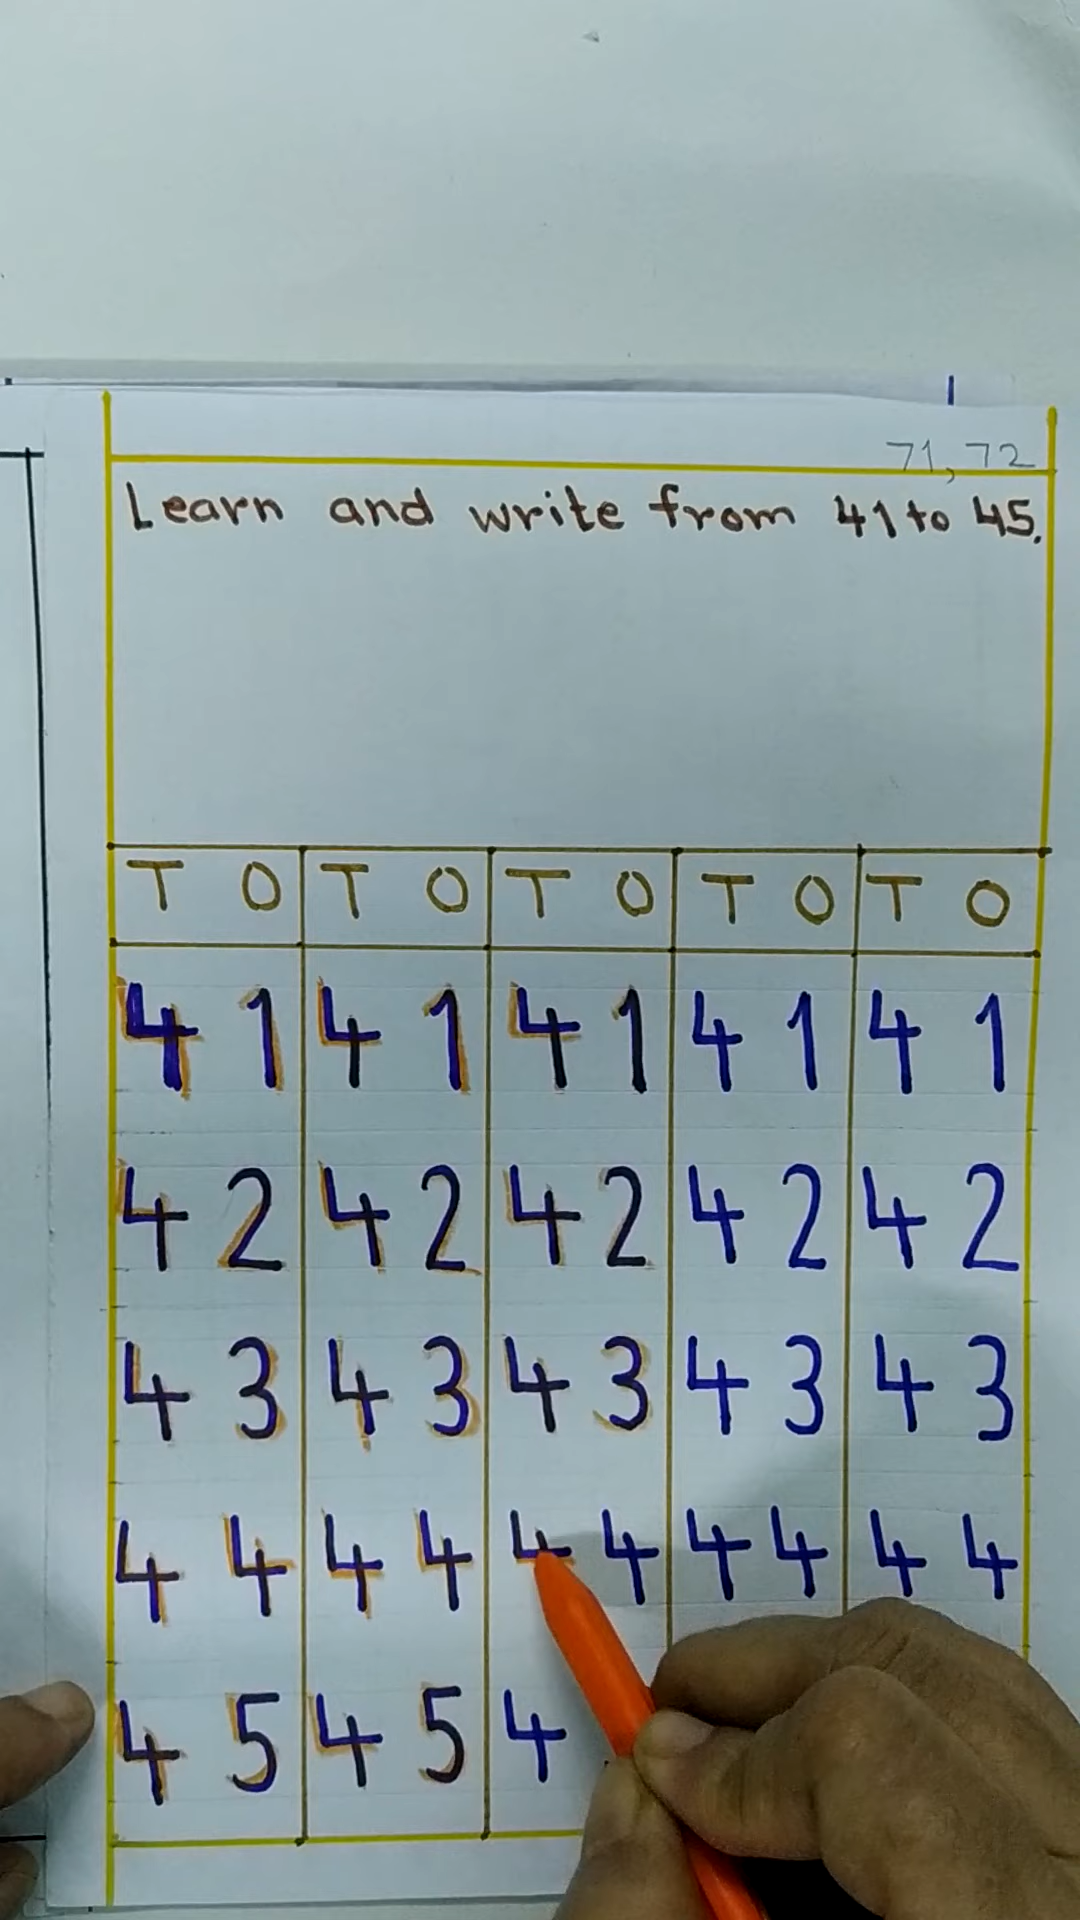 71, 72
Learn and write from 41 to 45.
T O T O T O T O T O
4 1 4 1 4 1 4 1 4 1
4 2 4 2 4 2 4 2 4 2
4 3 4 3 4 3 4 3 4 3
4 4 4 4 4 4 4 4 4 4
4 5 4 5 4